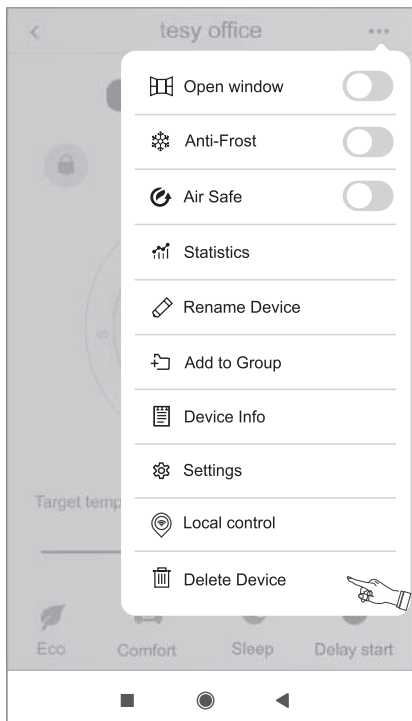 tesy office
Open window
Anti-Frost
Air Safe
Statistics
Rename Device
Add to Group
Device Info
Settings
Local control
Target temp
Delete Device
Eco Comfort Sleep Delay start